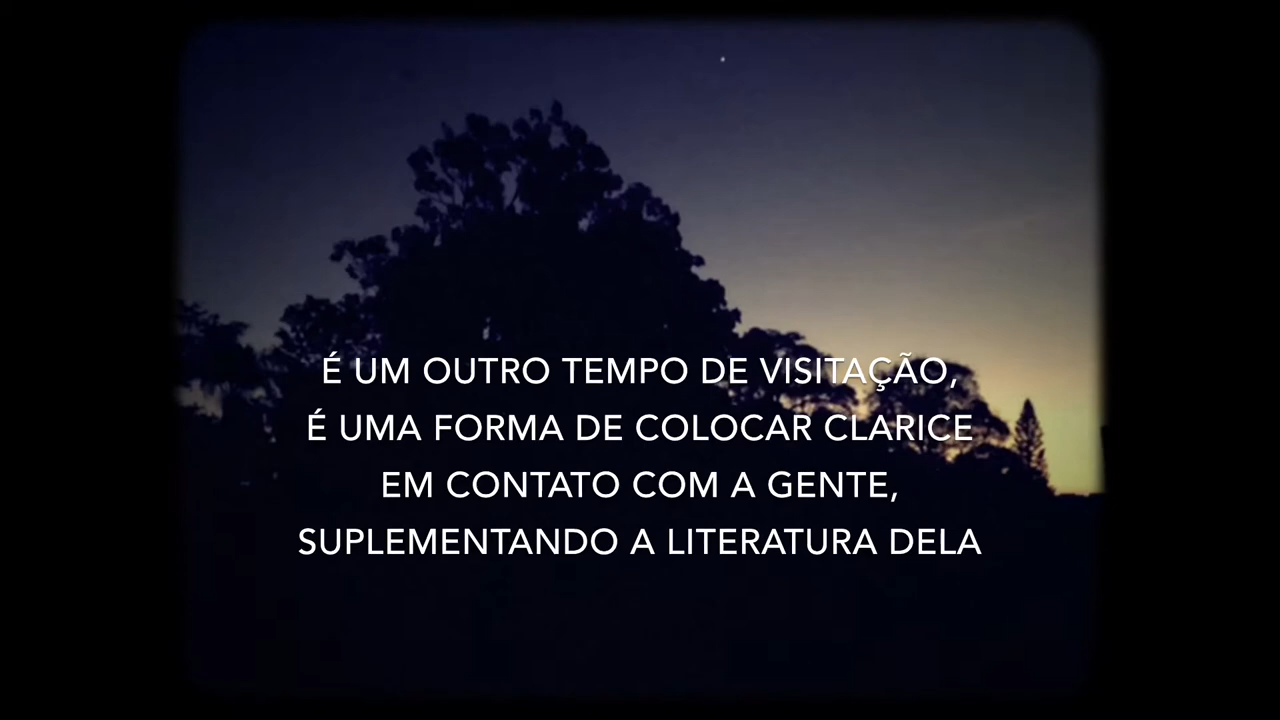 É UM OUTRO TEMPO DE VISITAÇÃO,
É UMA FORMA DE COLOCAR CLARICE
EM CONTATO COM A GENTE,
SUPLEMENTANDO A LITERATURA DELA